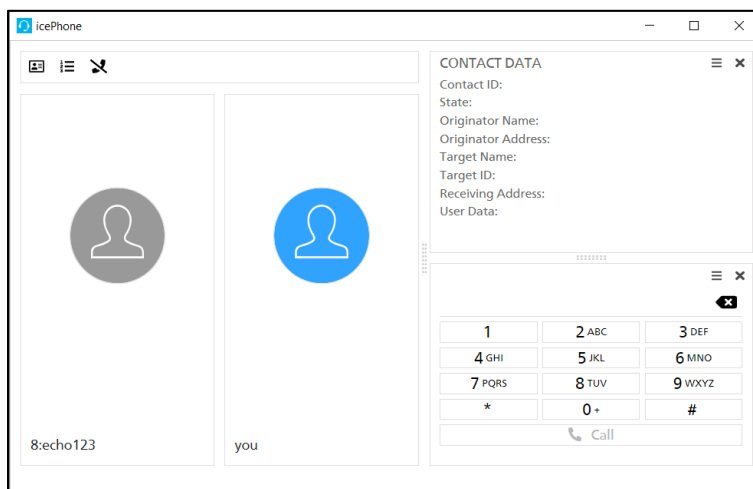 icePhone
CONTACT DATA
Contact ID:
State:
Originator Name:
Originator Address:
Target Name:
Target ID:
Receiving Address:
User Data:
1 2 ABC 3 DEF
4 GHI 5 JKL 6 MNO
7 PQRS 8 TUV 9 WXYZ
* 0 + #
Call
8:echo123
you